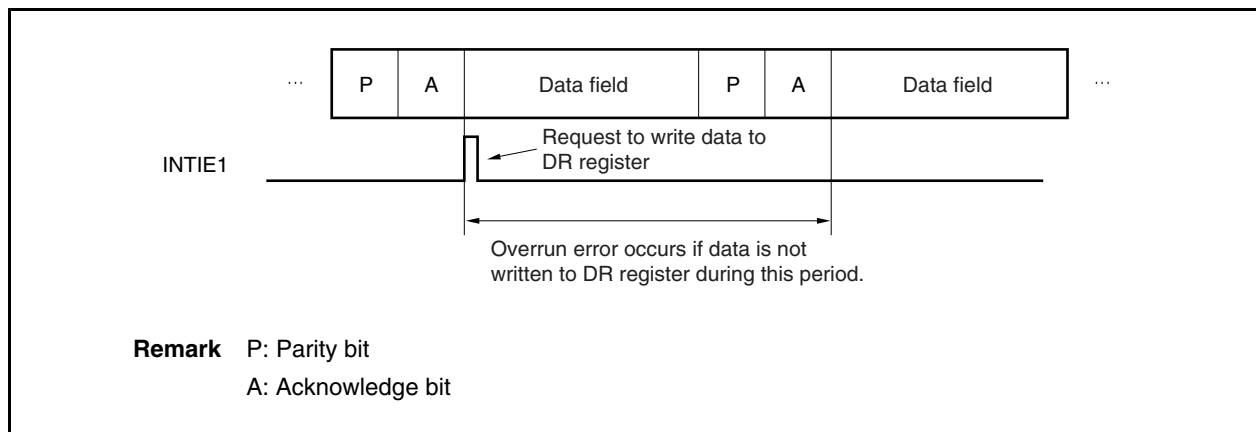 ... P A Data field P A Data field ...
INTIE1
Request to write data to
DR register
Overrun error occurs if data is not
written to DR register during this period.
Remark P: Parity bit
A: Acknowledge bit